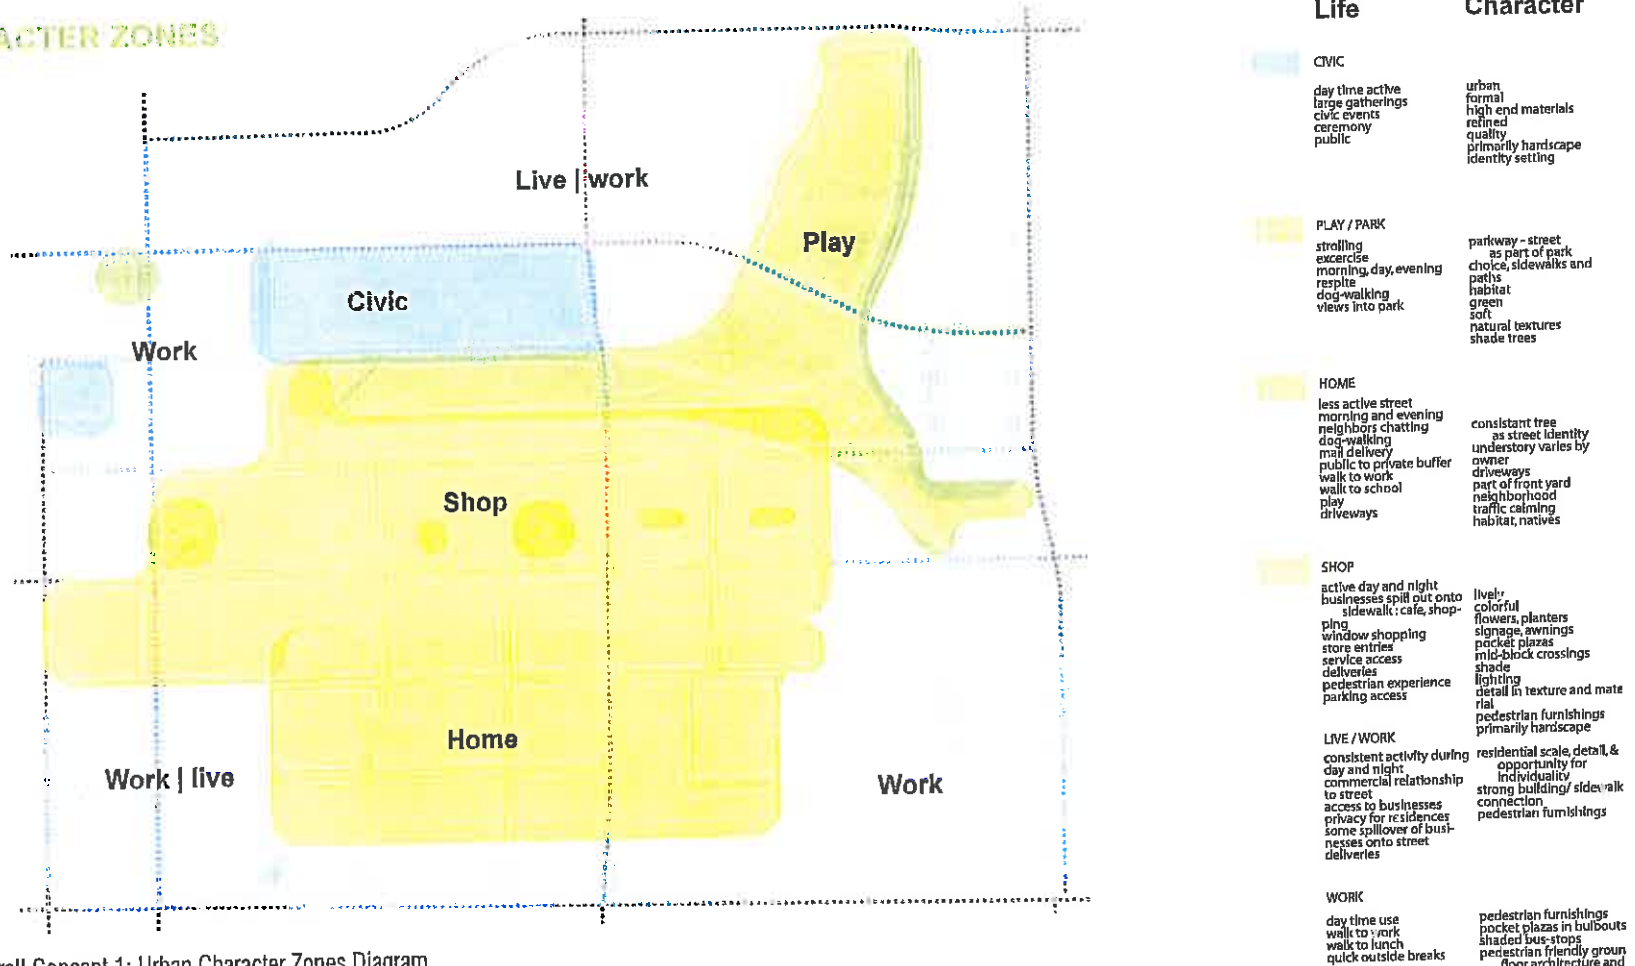 ACTER ZONES
Live | work
Play
Civic
Work
Shop
Home
Work | live
Work
Concept 1: Urban Character Zones Diagram
Life
Character
CIVIC
day time active
large gatherings
civic events
ceremony
public
urban
formal
high end materials
refined
quality
primarily hardscape
identity setting
PLAY / PARK
strolling
excercise
morning, day, evening
respite
dog-walking
views into park
parkway - street
as part of park
choice, sidewalks and
paths
habitat
green
soft
natural textures
shade trees
HOME
less active street
morning and evening
neighbors chatting
dog-walking
mail delivery
public to private buffer
walk to work
walk to school
play
driveways
consistant tree
as street identity
understory varies by
owner
driveways
part of front yard
neighborhood
traffic calming
habitat, natives
SHOP
active day and night
businesses spill out onto
sidewalk : cafe, shop-
ping
window shopping
store entries
service access
deliveries
pedestrian experience
parking access
lively
colorful
flowers, planters
signage, awnings
pocket plazas
mid-block crossings
shade
lighting
detail in texture and mate
rial
pedestrian furnishings
primarily hardscape
LIVE / WORK
consistent activity during
day and night
commercial relationship
to street
access to businesses
privacy for residences
some spillover of busi-
nesses onto street
deliveries
residential scale, detail, &
opportunity for
individuality
strong building/ sidewalk
connection
pedestrian furnishings
WORK
day time use
walk to work
walk to lunch
quick outside breaks
pedestrian furnishings
pocket plazas in bulbouts
shaded bus-stops
pedestrian friendly groun
floor architecture and